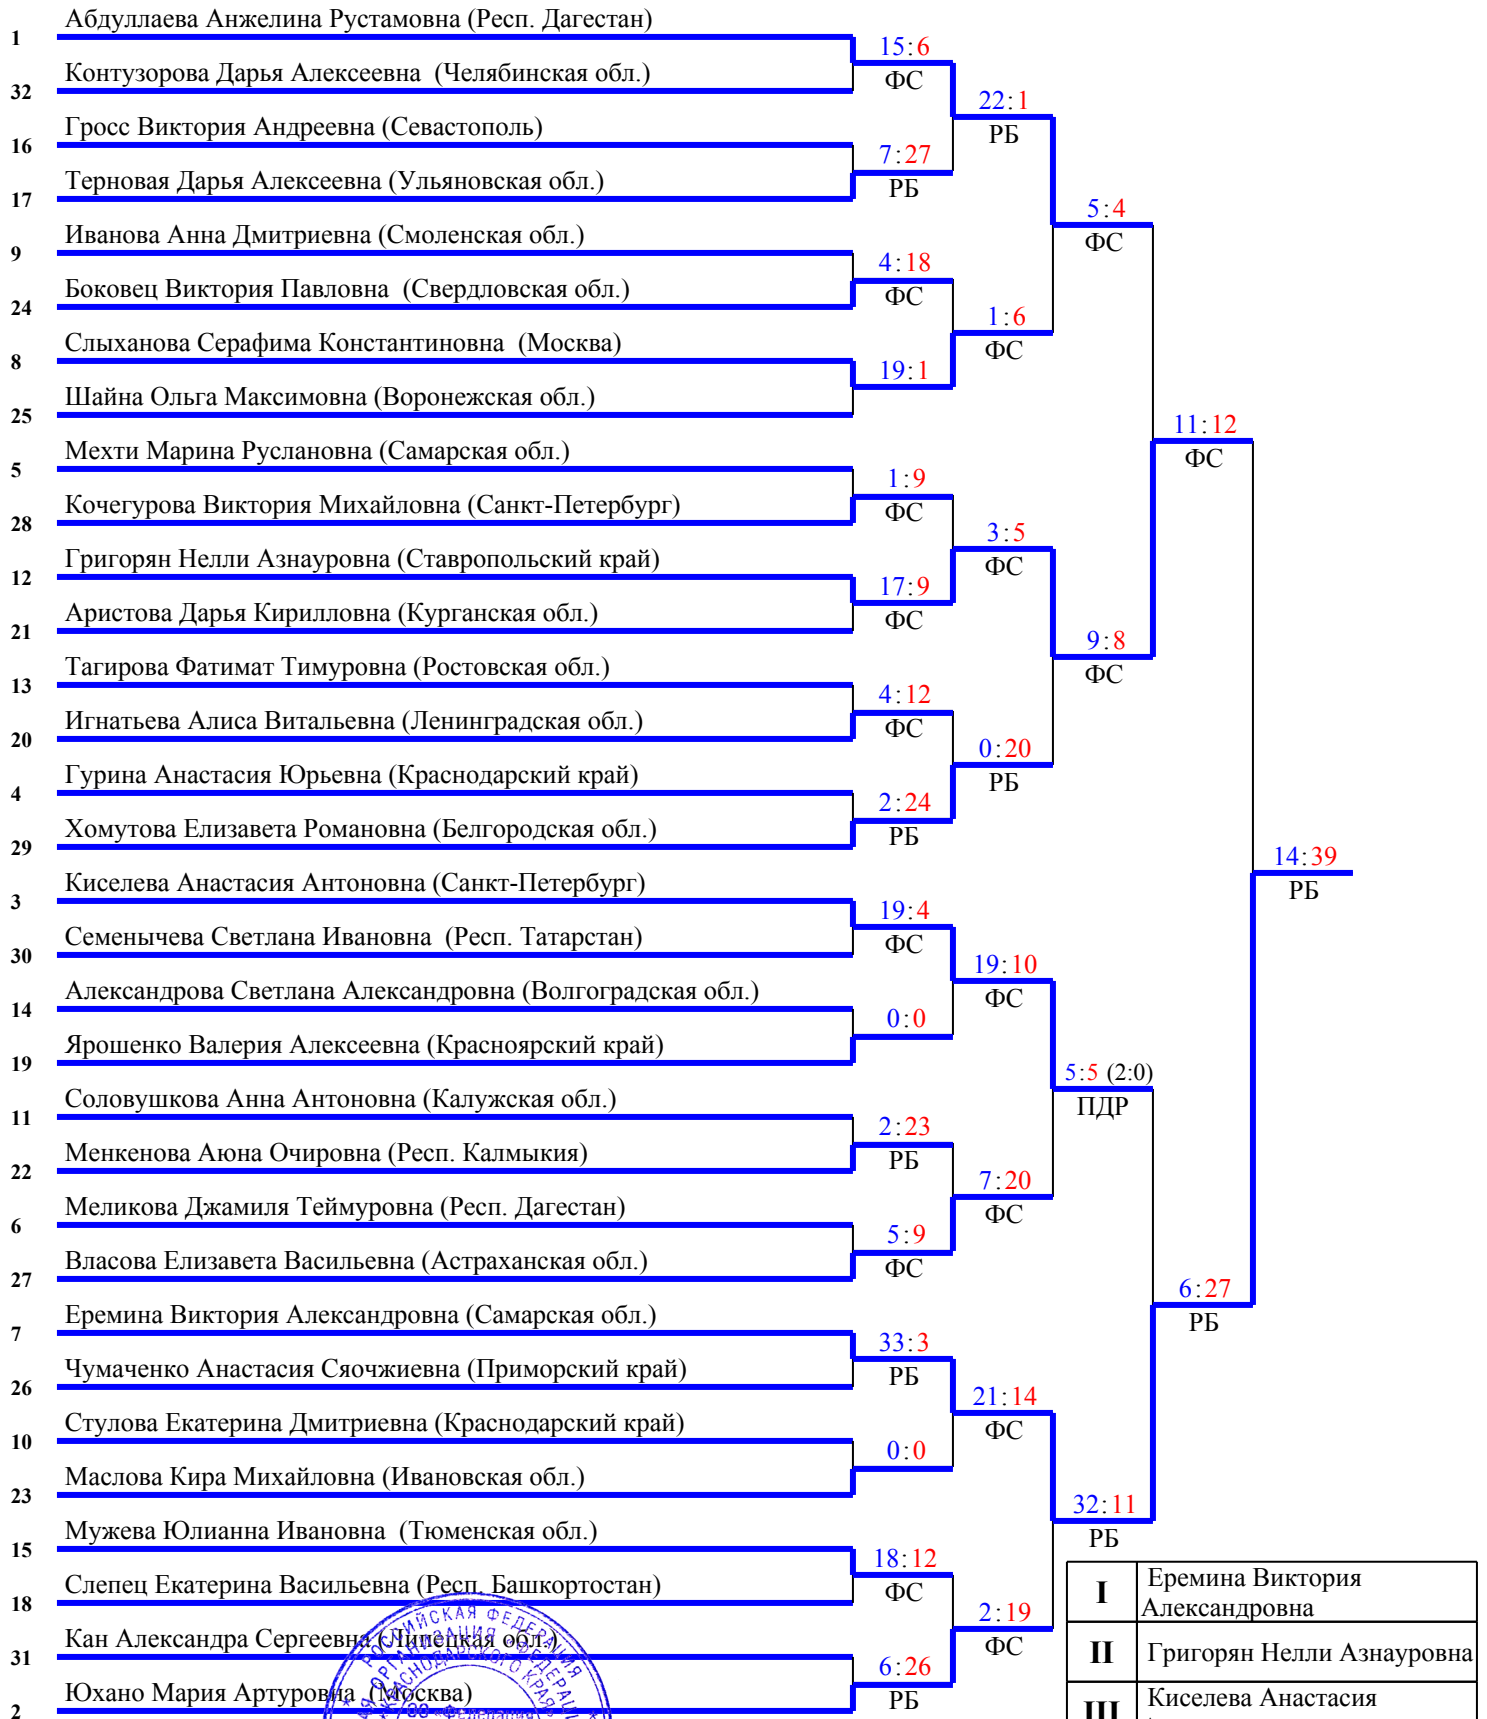 Абдуллаева Анжелина Рустамовна (Респ. Дагестан)
1
15:6
Контузорова Дарья Алексеевна (Челябинская обл.)
ФС
32
22:1
Гросс Виктория Андреевна (Севастополь)
РБ
16
7:27
Терновая Дарья Алексеевна (Ульяновская обл.)
РБ
17
5:4
Иванова Анна Дмитриевна (Смоленская обл.)
ФС
9
4:18
Боковец Виктория Павловна (Свердловская обл.)
ФС
24
1:6
Слыханова Серафима Константиновна (Москва)
ФС
8
19:1
Шайна Ольга Максимовна (Воронежская обл.)
25
11:12
Мехти Марина Руслановна (Самарская обл.)
ФС
5
1:9
Кочегурова Виктория Михайловна (Санкт-Петербург)
ФС
28
3:5
Григорян Нелли Азнауровна (Ставропольский край)
ФС
12
17:9
Аристова Дарья Кирилловна (Курганская обл.)
ФС
21
9:8
Тагирова Фатимат Тимуровна (Ростовская обл.)
ФС
13
4:12
Игнатьева Алиса Витальевна (Ленинградская обл.)
ФС
20
0:20
Гурина Анастасия Юрьевна (Краснодарский край)
РБ
4
2:24
Хомутова Елизавета Романовна (Белгородская обл.)
РБ
29
14:39
Киселева Анастасия Антоновна (Санкт-Петербург)
РБ
3
19:4
Семенычева Светлана Ивановна (Респ. Татарстан)
ФС
30
19:10
Александрова Светлана Александровна (Волгоградская обл.)
ФС
14
0:0
Ярошенко Валерия Алексеевна (Красноярский край)
19
5:5 (2:0)
Соловушкова Анна Антоновна (Калужская обл.)
ПДР
11
2:23
Менкенова Аюна Очировна (Респ. Калмыкия)
РБ
22
7:20
Меликова Джамиля Теймуровна (Респ. Дагестан)
ФС
6
5:9
Власова Елизавета Васильевна (Астраханская обл.)
ФС
27
6:27
Еремина Виктория Александровна (Самарская обл.)
РБ
7
33:3
Чумаченко Анастасия Сяочжиевна (Приморский край)
РБ
26
21:14
Стулова Екатерина Дмитриевна (Краснодарский край)
ФС
10
0:0
Маслова Кира Михайловна (Ивановская обл.)
23
32:11
Мужева Юлианна Ивановна (Тюменская обл.)
РБ
15
18:12
Слепец Екатерина Васильевна (Респ. Башкортостан)
ФС
18
2:19
Кан Александра Сергеевна (Липецкая обл.)
ФС
31
6:26
Юхано Мария Артуровна (Москва)
РБ
2
I Еремина Виктория
Александровна
II Григорян Нелли Азнауровна
III Киселева Анастасия
РОССИЙСКАЯ ФЕДЕРАЦИЯ
ОРГАНИЗАЦИЯ «ФЕДЕРАЦИ
КРАСНОДАРСКОГО КРАЯ»
«Федерация